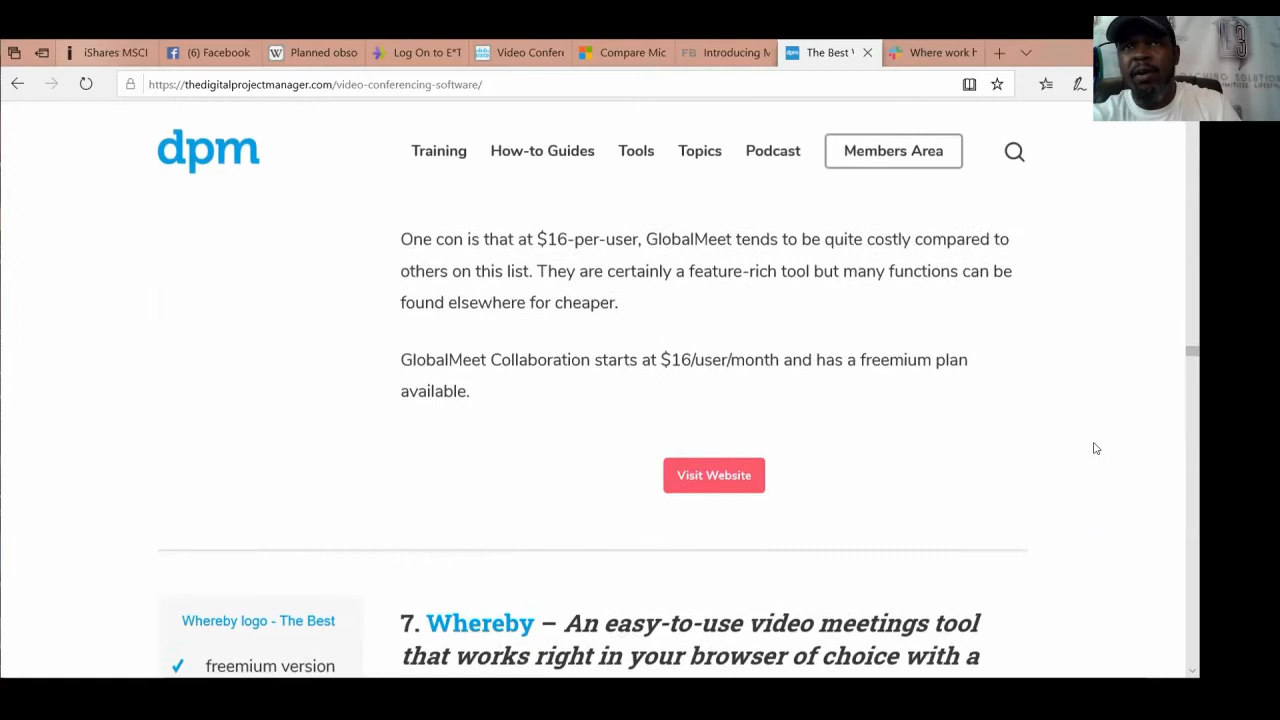 iShares MSCI
(6) Facebook
W Planned obso
Log On to E*T
Video Confere
Compare Mic
FB Introducing
dpm The Best
Where work h
https://thedigitalprojectmanager.com/video-conferencing-software/
dpm
Training
How-to Guides
Tools
Topics
Podcast
Members Area
One con is that at $16-per-user, GlobalMeet tends to be quite costly compared to
others on this list. They are certainly a feature-rich tool but many functions can be
found elsewhere for cheaper.
GlobalMeet Collaboration starts at $16/user/month and has a freemium plan
available.
Visit Website
Whereby logo - The Best
freemium version
7. Whereby – An easy-to-use video meetings tool
that works right in your browser of choice with a